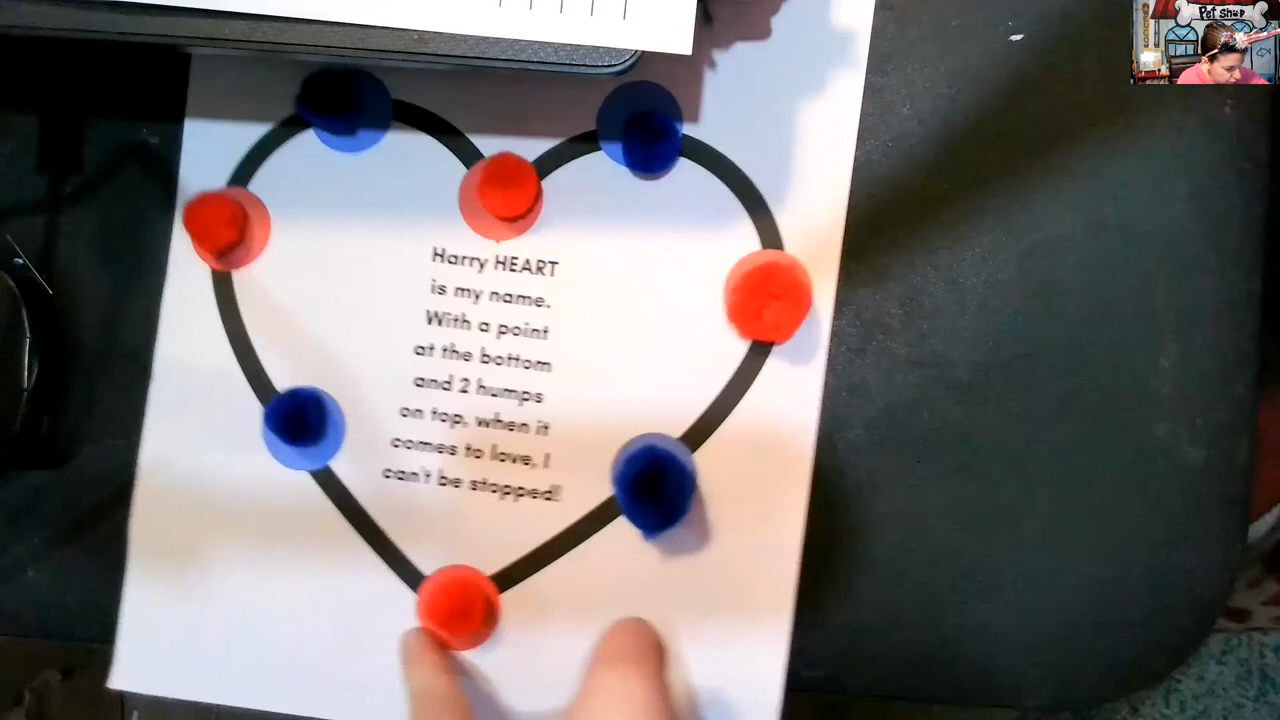 Pet Shop
Harry HEART
is my name.
With a point
at the bottom
and 2 humps
on top, when it
comes to love, I
can't be stopped!